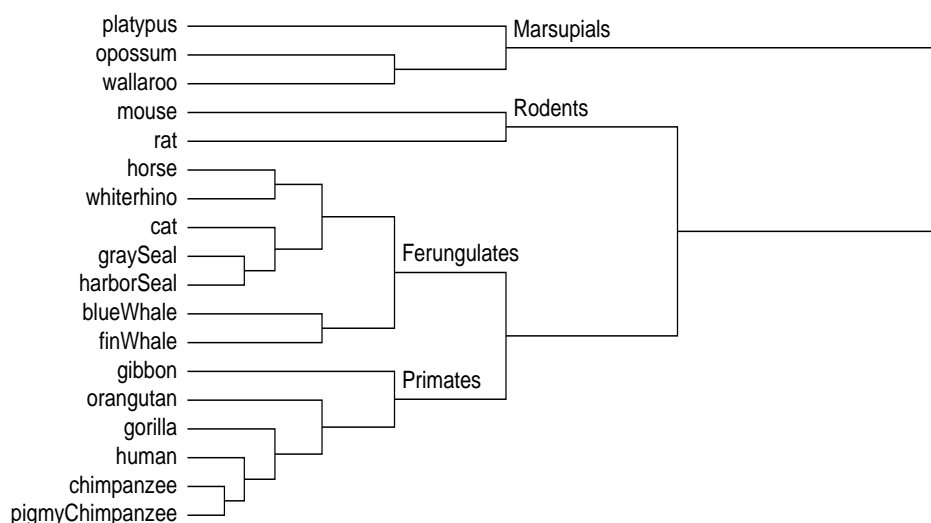 platypus
Marsupials
opossum
wallaroo
mouse
Rodents
rat
horse
whiterhino
cat
graySeal
Ferungulates
harborSeal
blueWhale
finWhale
gibbon
Primates
orangutan
gorilla
human
chimpanzee
pigmyChimpanzee